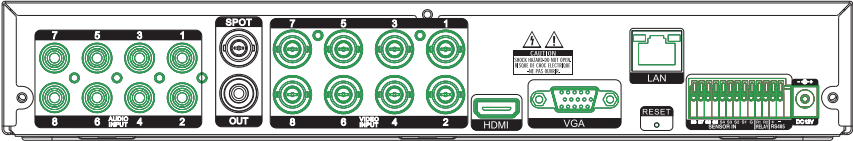 7 5 3 1
8 6 AUDIO INPUT 4 2
SPOT
OUT
7 5 3 1
8 6 VIDEO INPUT 4 2
HDMI
CAUTION
SHOCK HAZARD-DO NOT OPEN.
RISQUE DE CHOC ELECTRIQUE
-NE PAS OUVRIR.
VGA
LAN
RESET
SENSOR IN
RELAY
RS485
DC12V